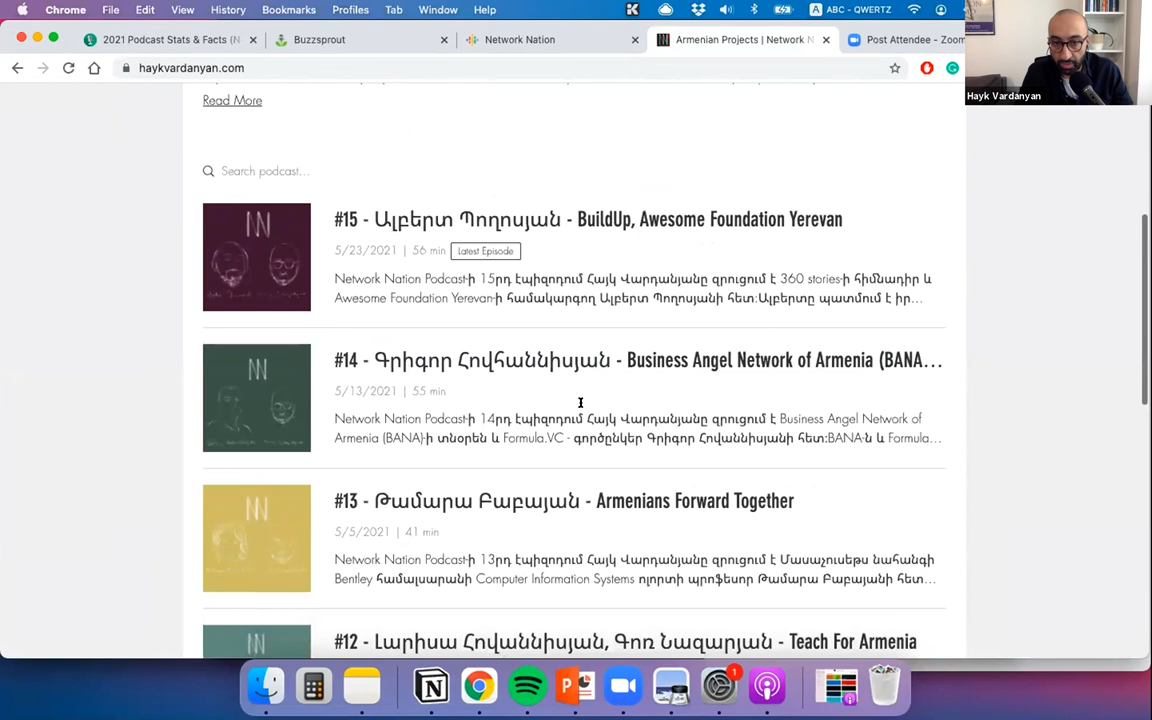 Chrome File Edit View History Bookmarks Profiles Tab Window Help ABC - QWERTZ
2021 Podcast Stats & Facts (N
Buzzsprout
Network Nation
Armenian Projects | Network N
Post Attendee - Zoom
haykvardanyan.com
Hayk Vardanyan
Read More
Search podcast...
#15 - Ալբերտ Պողոսյան - BuildUp, Awesome Foundation Yerevan
5/23/2021 | 56 min Latest Episode
Network Nation Podcast-ի 15րդ էպիզոդում Հայկ Վարդանյանը զրուցում է 360 stories-ի հիմնադիր և
Awesome Foundation Yerevan-ի համակարգող Ալբերտ Պողոսյանի հետ:Ալբերտը պատմում է իր...
#14 - Գրիգոր Հովհաննիսյան - Business Angel Network of Armenia (BANA...
5/13/2021 | 55 min
Network Nation Podcast-ի 14րդ էպիզոդում Հայկ Վարդանյանը զրուցում է Business Angel Network of
Armenia (BANA)-ի տնօրեն և Formula.VC - գործընկեր Գրիգոր Հովաննիսյանի հետ:BANA-ն և Formula...
#13 - Թամարա Բաբայան - Armenians Forward Together
5/5/2021 | 41 min
Network Nation Podcast-ի 13րդ էպիզոդում Հայկ Վարդանյանը զրուցում է Մասաչուսեթս նահանգի
Bentley համալսարանի Computer Information Systems ոլորտի պրոֆեսոր Թամարա Բաբայանի հետ...
#12 - Լարիսա Հովաննիսյան, Գոռ Նազարյան - Teach For Armenia
1